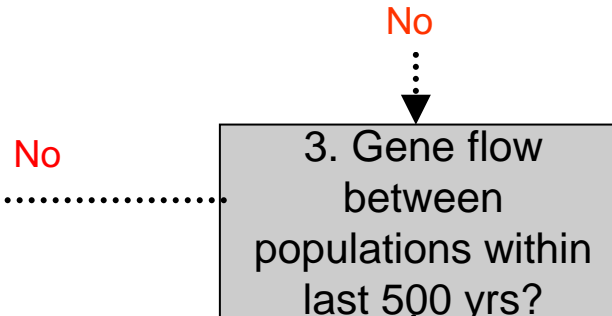 No
No
3. Gene flow
between
populations within
last 500 yrs?